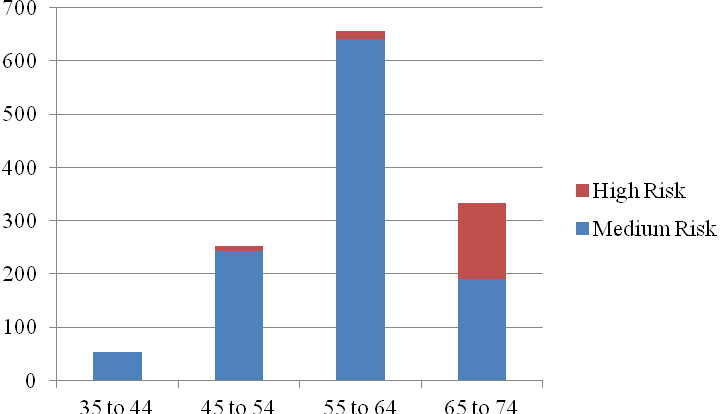 700
600
500
400
300
200
100
0
35 to 44
45 to 54
55 to 64
65 to 74
High Risk
Medium Risk